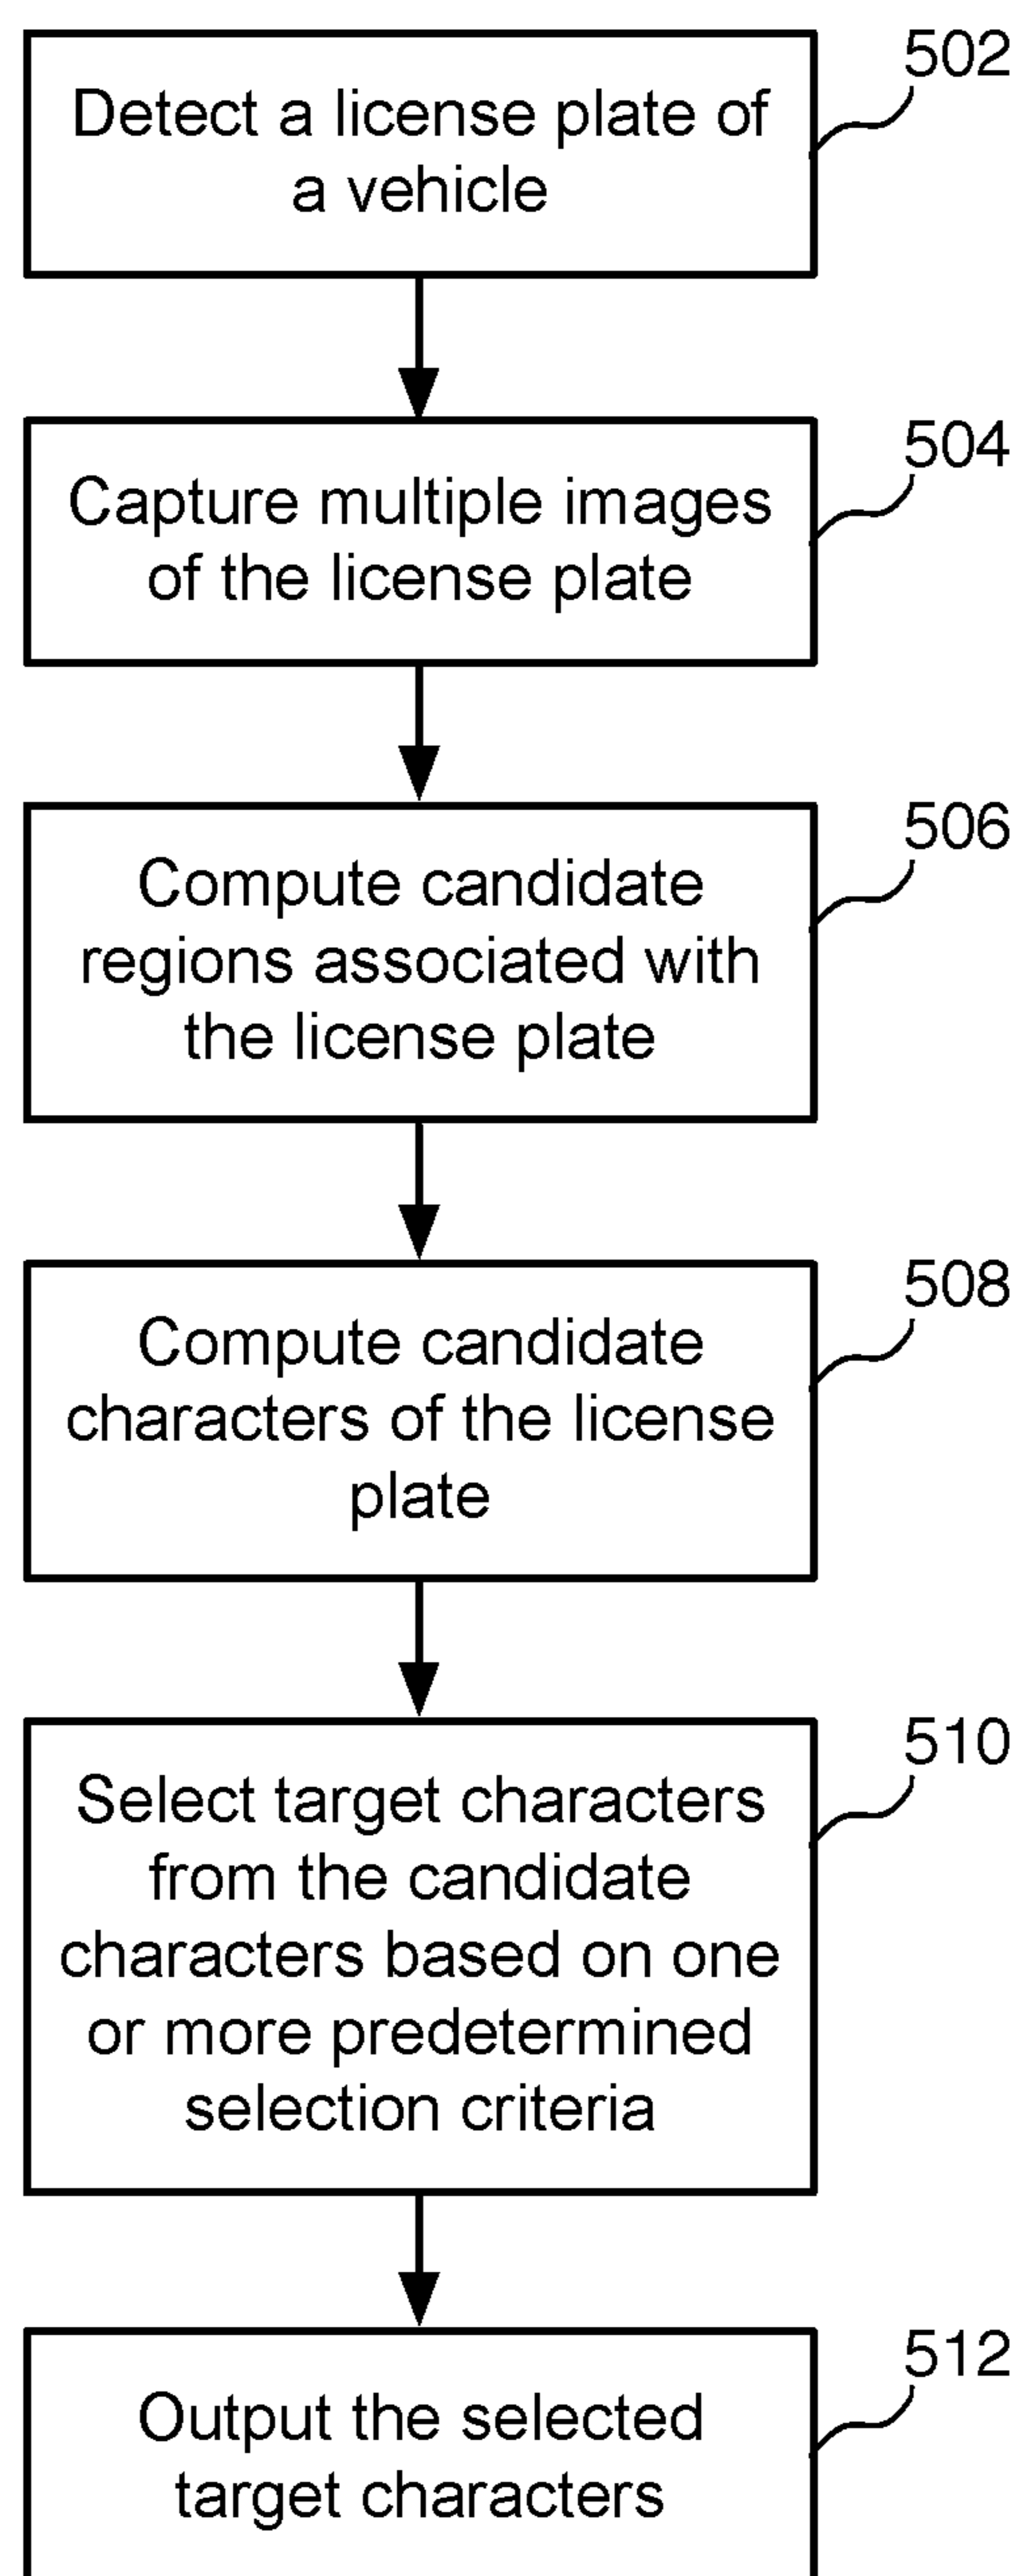 502
Detect a license plate of
a vehicle
504
Capture multiple images
of the license plate
506
Compute candidate
regions associated with
the license plate
508
Compute candidate
characters of the license
plate
510
Select target characters
from the candidate
characters based on one
or more predetermined
selection criteria
512
Output the selected
target characters